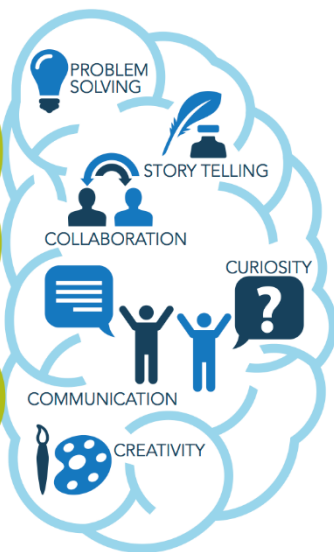 PROBLEM
SOLVING
STORY TELLING
COLLABORATION
CURIOSITY
?
COMMUNICATION
CREATIVITY